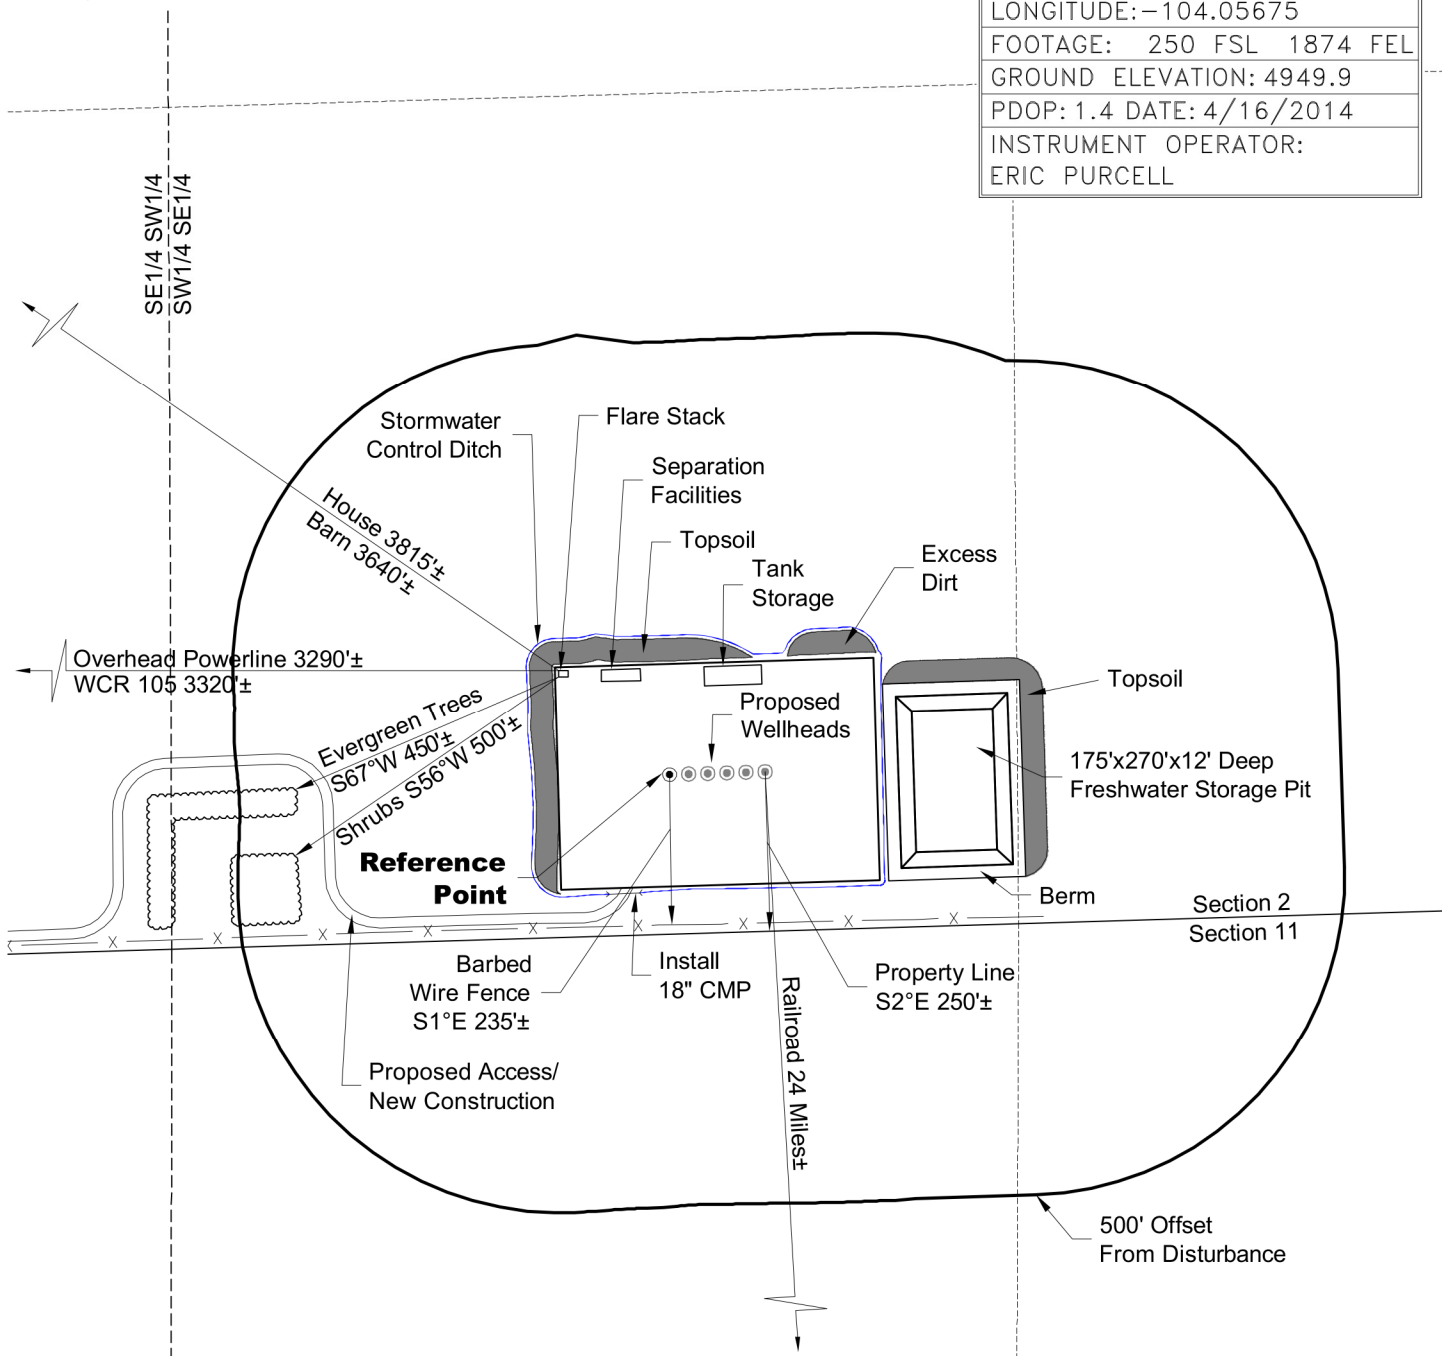 LONGITUDE:-104.05675
FOOTAGE: 250 FSL 1874 FEL
GROUND ELEVATION: 4949.9
PDOP: 1.4 DATE: 4/16/2014
INSTRUMENT OPERATOR:
ERIC PURCELL
SE1/4 SW1/4
SW1/4 SE1/4
Stormwater
Control Ditch
Flare Stack
Separation
Facilities
Topsoil
Tank
Storage
Excess
Dirt
House 3815'±
Barn 3640'±
Overhead Powerline 3290'±
WCR 105 3320'±
Evergreen Trees
S67°W 450'±
Shrubs S56°W 500'±
Proposed
Wellheads
Topsoil
175'x270'x12' Deep
Freshwater Storage Pit
Reference
Point
Berm
Section 2
Section 11
X X X X X X X X X
Barbed
Wire Fence
S1°E 235'±
Install
18" CMP
Property Line
S2°E 250'±
Railroad 24 Miles±
Proposed Access/
New Construction
500' Offset
From Disturbance